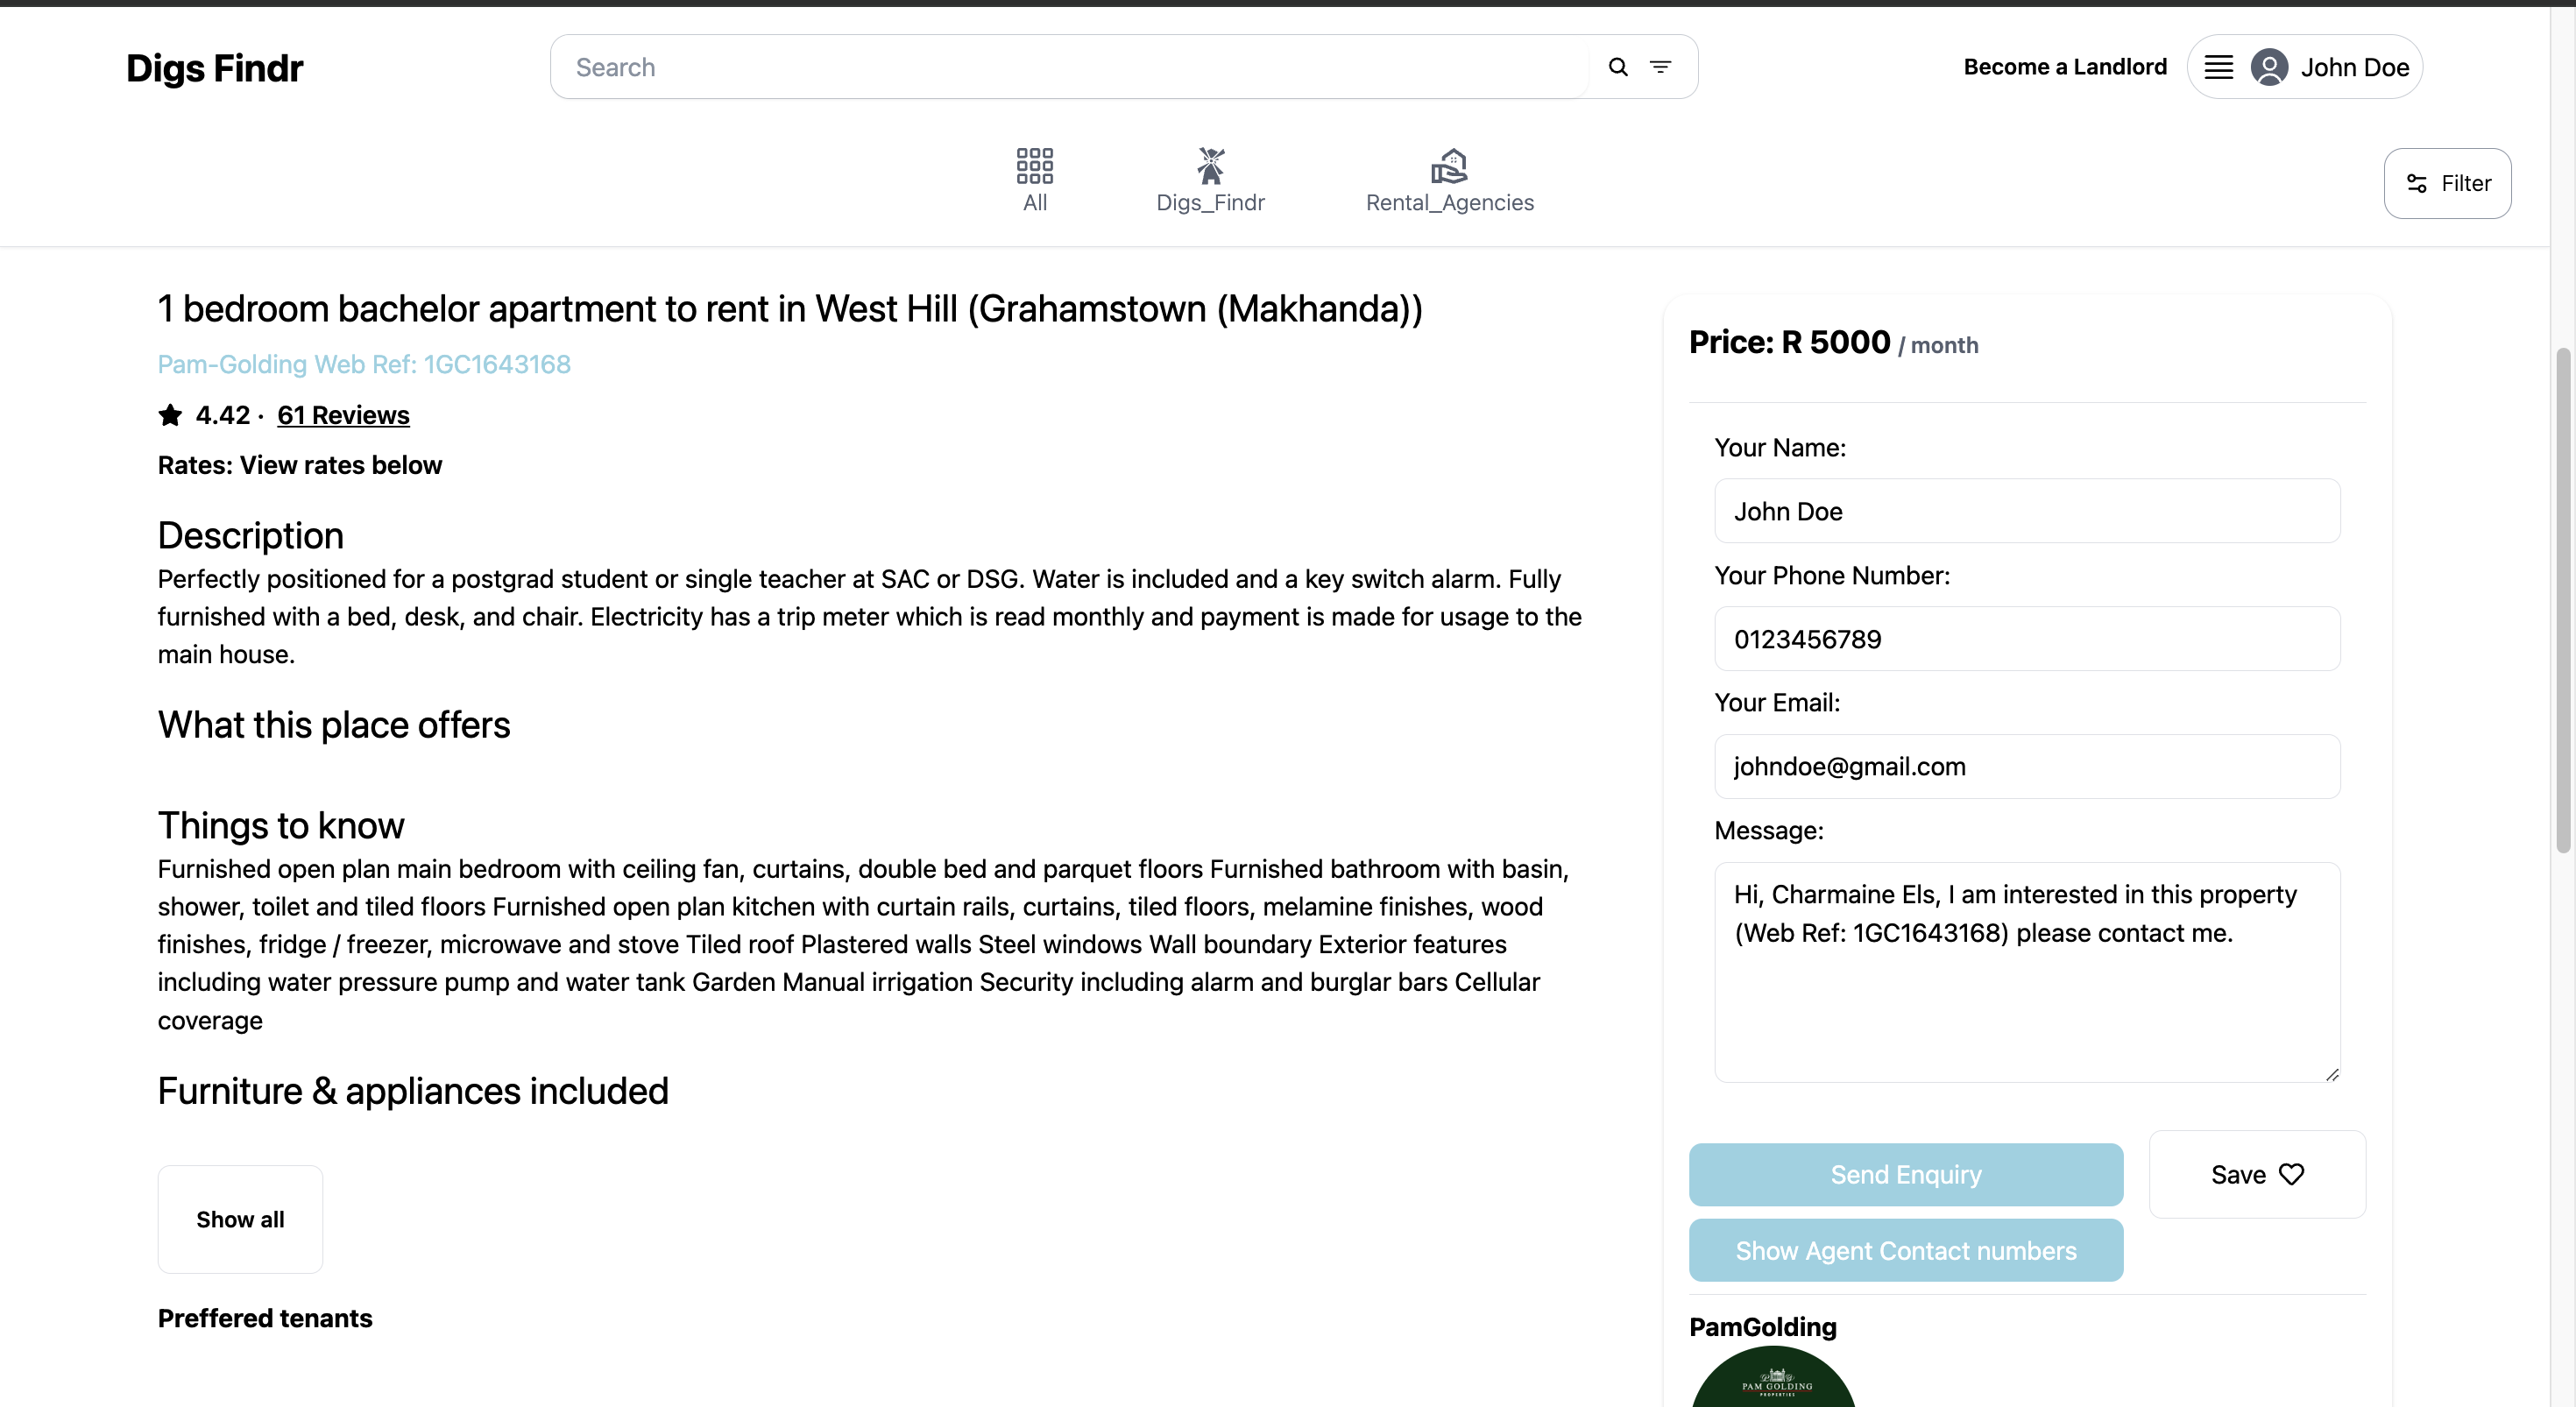 Digs Findr
Search
Become a Landlord
John Doe
All
Digs_Findr
Rental_Agencies
Filter
1 bedroom bachelor apartment to rent in West Hill (Grahamstown (Makhanda))
Pam-Golding Web Ref: 1GC1643168
4.42 · 61 Reviews
Rates: View rates below
Description
Perfectly positioned for a postgrad student or single teacher at SAC or DSG. Water is included and a key switch alarm. Fully
furnished with a bed, desk, and chair. Electricity has a trip meter which is read monthly and payment is made for usage to the
main house.
What this place offers
Things to know
Furnished open plan main bedroom with ceiling fan, curtains, double bed and parquet floors Furnished bathroom with basin,
shower, toilet and tiled floors Furnished open plan kitchen with curtain rails, curtains, tiled floors, melamine finishes, wood
finishes, fridge / freezer, microwave and stove Tiled roof Plastered walls Steel windows Wall boundary Exterior features
including water pressure pump and water tank Garden Manual irrigation Security including alarm and burglar bars Cellular
coverage
Furniture & appliances included
Show all
Preffered tenants
Price: R 5000 / month
Your Name:
John Doe
Your Phone Number:
0123456789
Your Email:
johndoe@gmail.com
Message:
Hi, Charmaine Els, I am interested in this property
(Web Ref: 1GC1643168) please contact me.
Send Enquiry
Save
Show Agent Contact numbers
PamGolding
PAM GOLDING
PROPERTIES